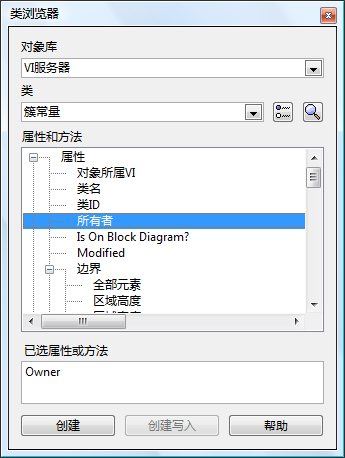 类浏览器
对象库
VI服务器
类
簇常量
属性和方法
属性
对象所属VI
类名
类ID
所有者
Is On Block Diagram?
Modified
边界
全部元素
区域高度
已选属性或方法
Owner
创建
创建写入
帮助